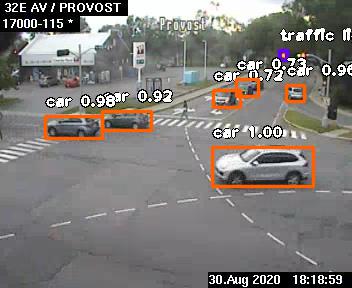 32E AV / PROVOST
17000-115 *
Provost
traffic li
car 0.73
car 0.72
car 0.96
car 0.98
car 0.92
car 1.00
30.Aug 2020 18:18:59